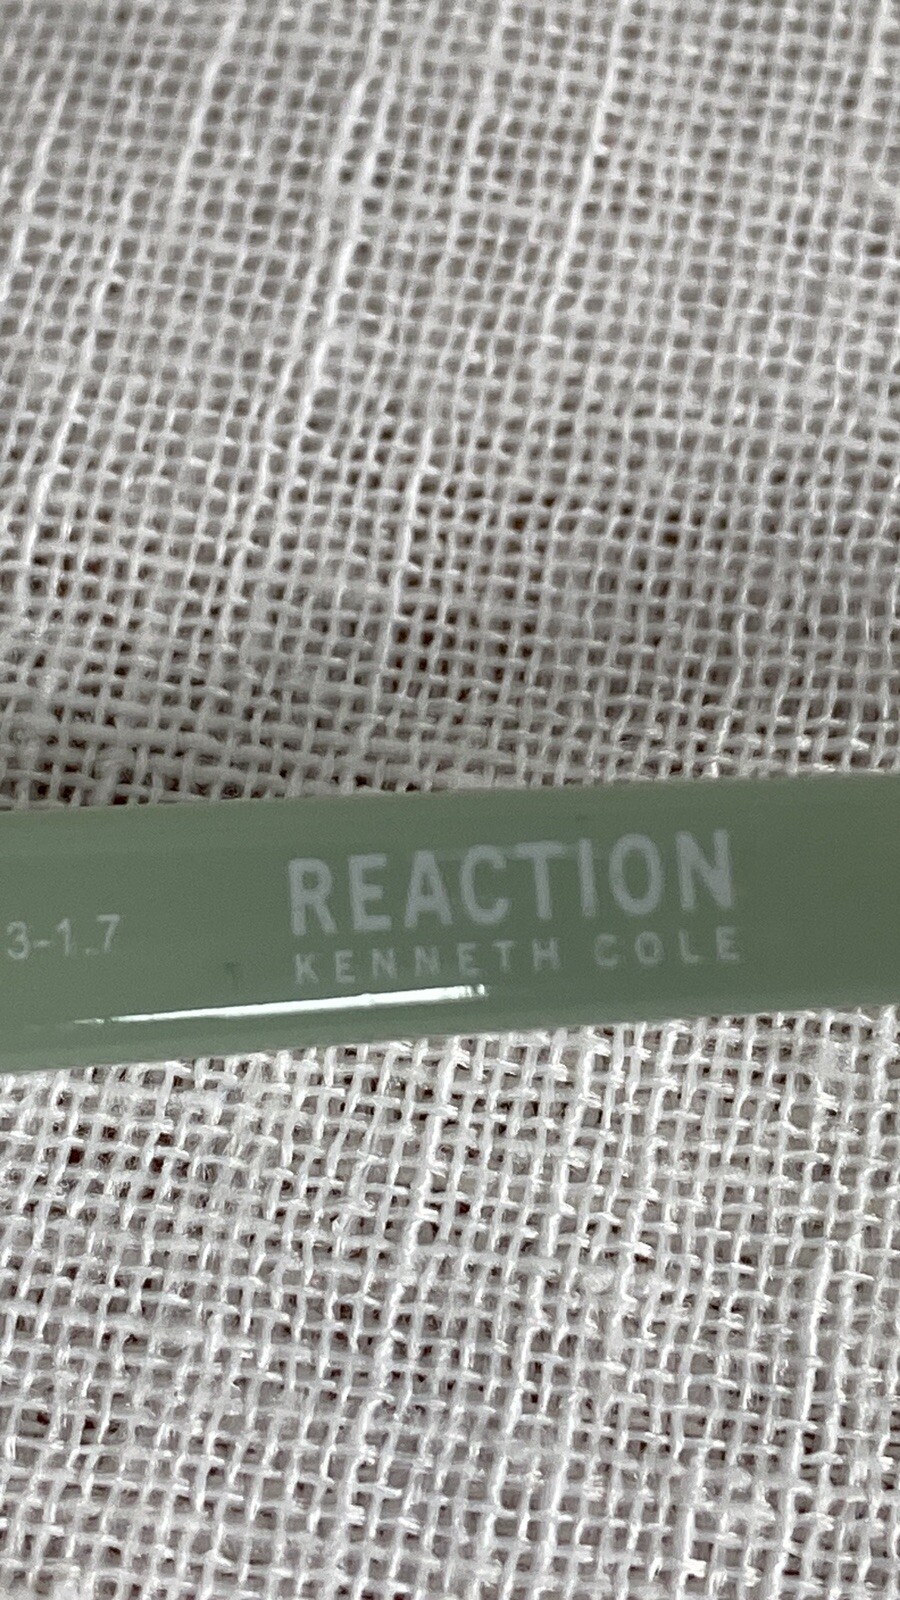 3-1.7
REACTION
KENNETH COLE